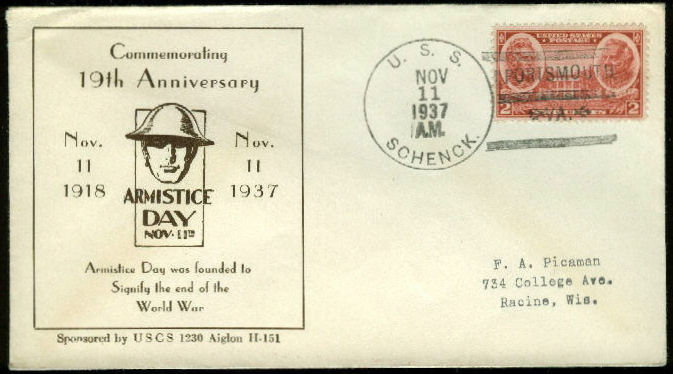 Commemorating
19th Anniversary
Nov. 11 1918
Nov. 11 1937
ARMISTICE
DAY
NOV·11TH
Armistice Day was founded to
Signify the end of the
World War
Sponsored by USCS 1230 Aiglon H-151
U. S. S.
NOV
11
1937
A.M.
SCHENCK.
UNITED STATES
POSTAGE
PORTSMOUTH
VA.
2 2
F. A. Picaman
734 College Ave.
Racine, Wis.